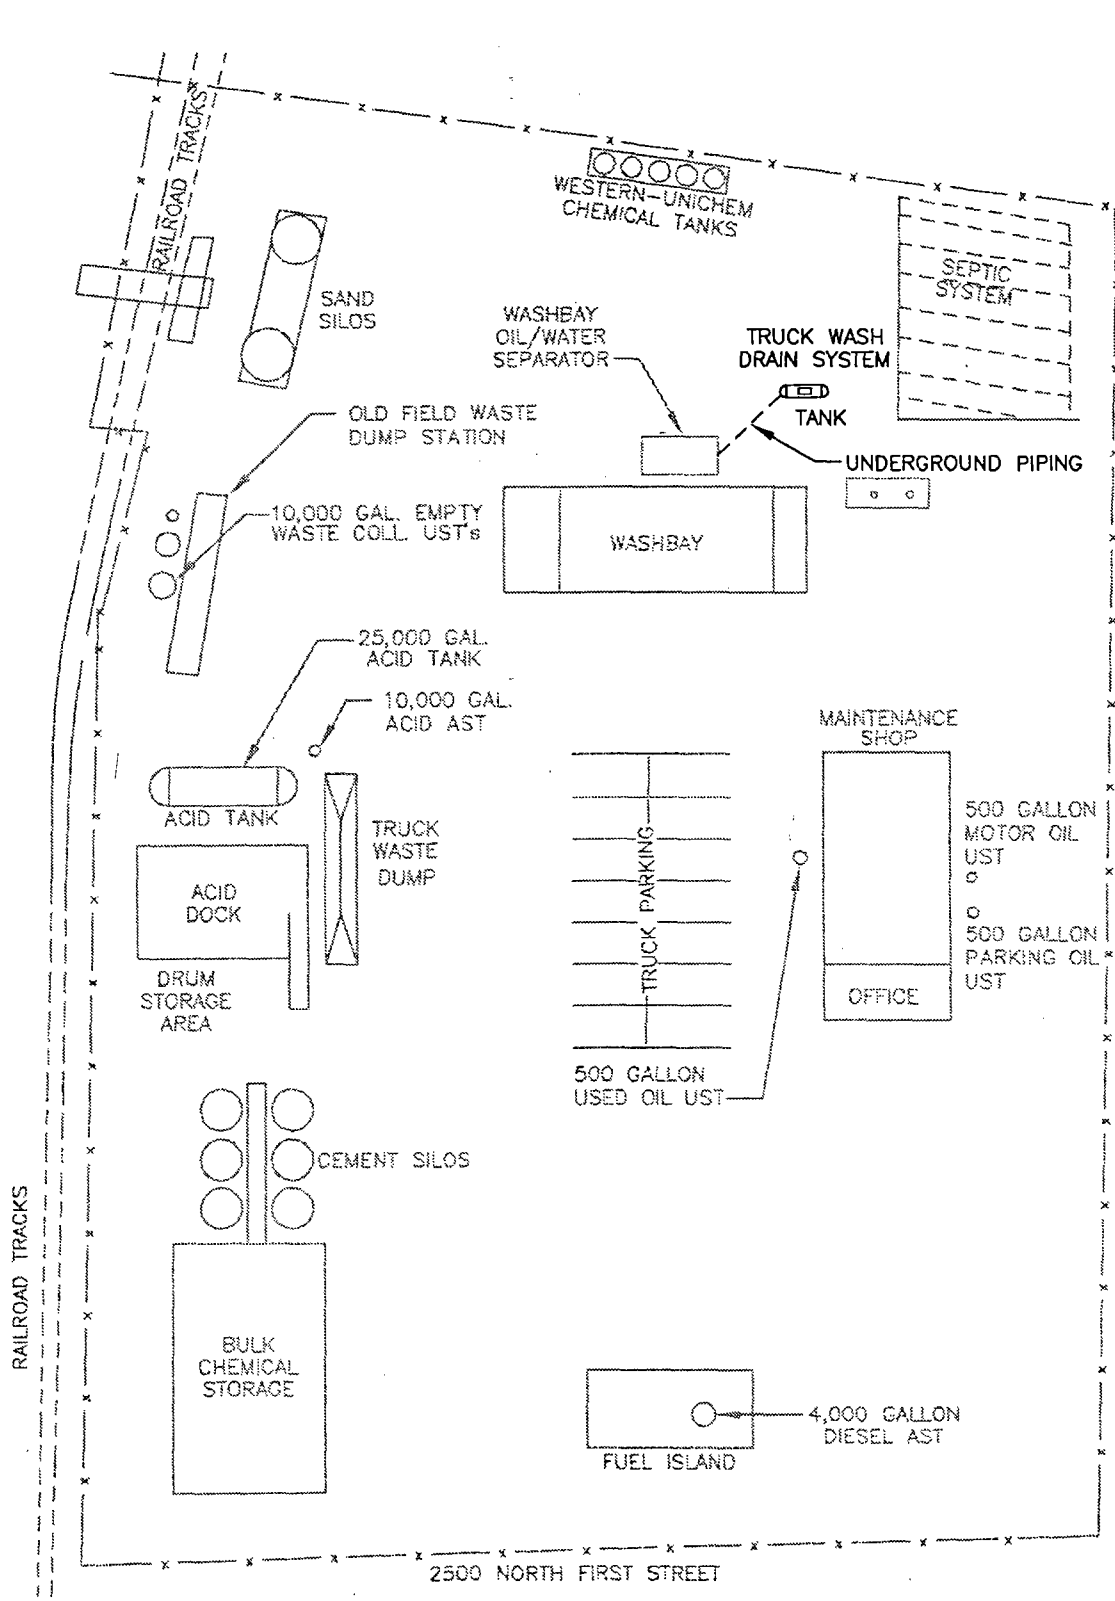 RAILROAD TRACKS
WESTERN-UNICHEM
CHEMICAL TANKS
SEPTIC
SYSTEM
SAND
SILOS
WASHBAY
OIL/WATER
SEPARATOR
TRUCK WASH
DRAIN SYSTEM
TANK
OLD FIELD WASTE
DUMP STATION
UNDERGROUND PIPING
10,000 GAL. EMPTY
WASTE COLL. UST's
WASHBAY
25,000 GAL.
ACID TANK
10,000 GAL.
ACID AST
MAINTENANCE
SHOP
ACID TANK
TRUCK
WASTE
DUMP
500 GALLON
MOTOR OIL
UST
TRUCK PARKING
ACID
DOCK
500 GALLON
PARKING OIL
UST
DRUM
STORAGE
AREA
OFFICE
500 GALLON
USED OIL UST
CEMENT SILOS
RAILROAD TRACKS
BULK
CHEMICAL
STORAGE
4,000 GALLON
DIESEL AST
FUEL ISLAND
2500 NORTH FIRST STREET